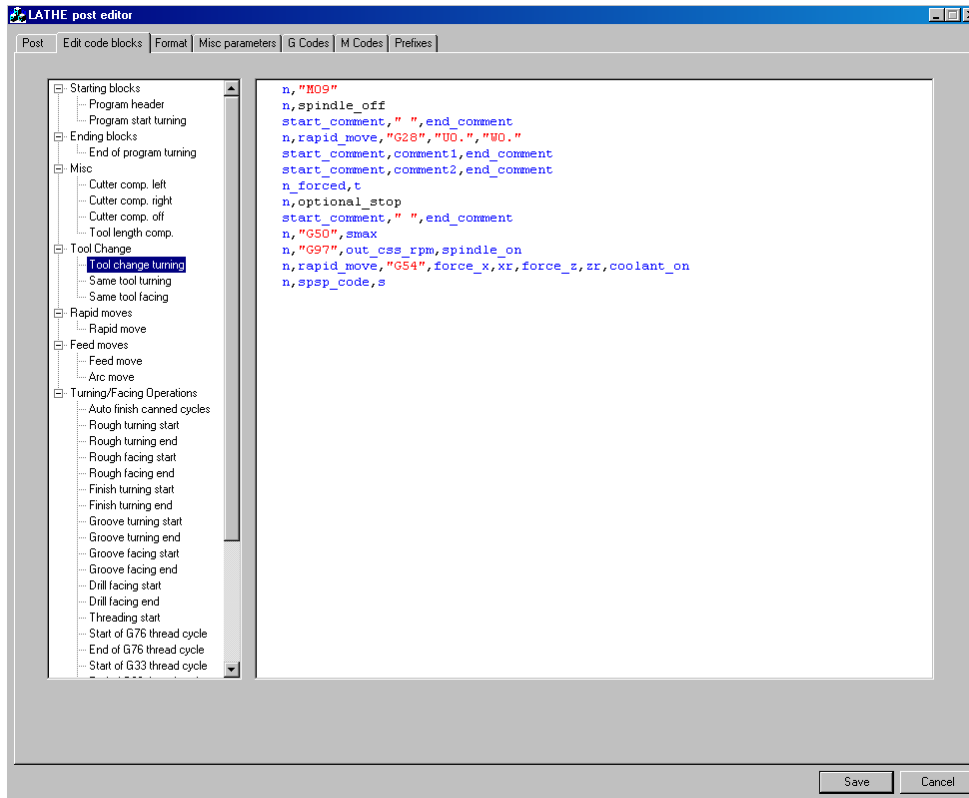 LATHE post editor
Post Edit code blocks Format Misc parameters G Codes M Codes Prefixes
Starting blocks
Program header
Program start turning
Ending blocks
End of program turning
Misc
Cutter comp. left
Cutter comp. right
Cutter comp. off
Tool length comp.
Tool Change
Tool change turning
Same tool turning
Same tool facing
Rapid moves
Rapid move
Feed moves
Feed move
Arc move
Turning/Facing Operations
Auto finish canned cycles
Rough turning start
Rough turning end
Rough facing start
Rough facing end
Finish turning start
Finish turning end
Groove turning start
Groove turning end
Groove facing start
Groove facing end
Drill facing start
Drill facing end
Threading start
Start of G76 thread cycle
End of G76 thread cycle
Start of G33 thread cycle
n,"M09"
n,spindle_off
start_comment," ",end_comment
n,rapid_move,"G28","U0.","W0."
start_comment,comment1,end_comment
start_comment,comment2,end_comment
n_forced,t
n,optional_stop
start_comment," ",end_comment
n,"G50",smax
n,"G97",out_css_rpm,spindle_on
n,rapid_move,"G54",force_x,xr,force_z,zr,coolant_on
n,spsp_code,s
Save Cancel